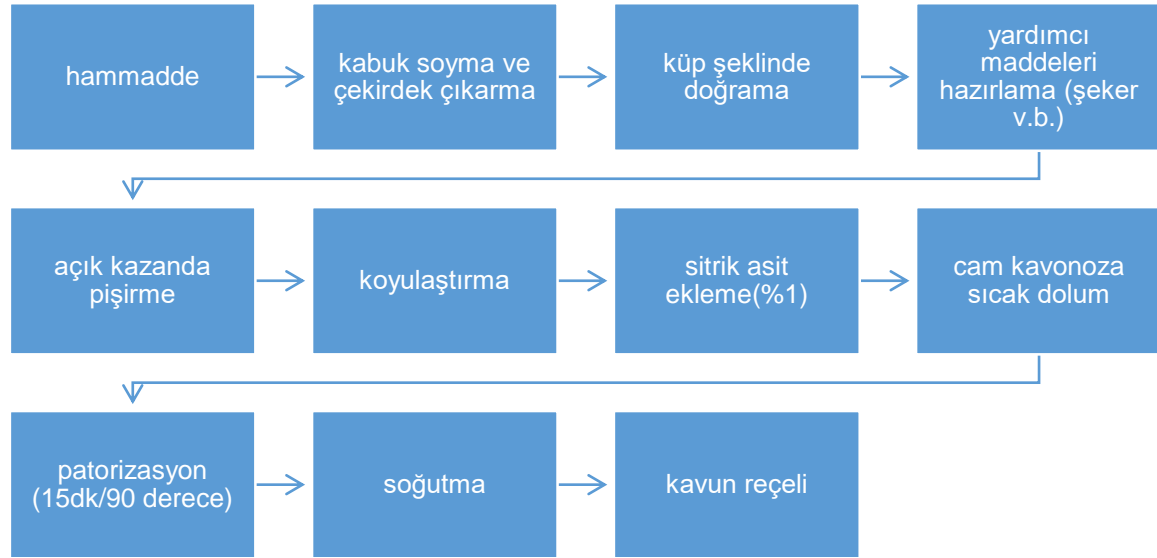 hammadde
kabuk soyma ve
çekirdek çıkarma
küp şeklinde
doğrama
yardımcı
maddeleri
hazırlama (şeker
v.b.)
açık kazanda
pişirme
koyulaştırma
sitrik asit
ekleme(%1)
cam kavonoza
sıcak dolum
patorizasyon
(15dk/90 derece)
soğutma
kavun reçeli